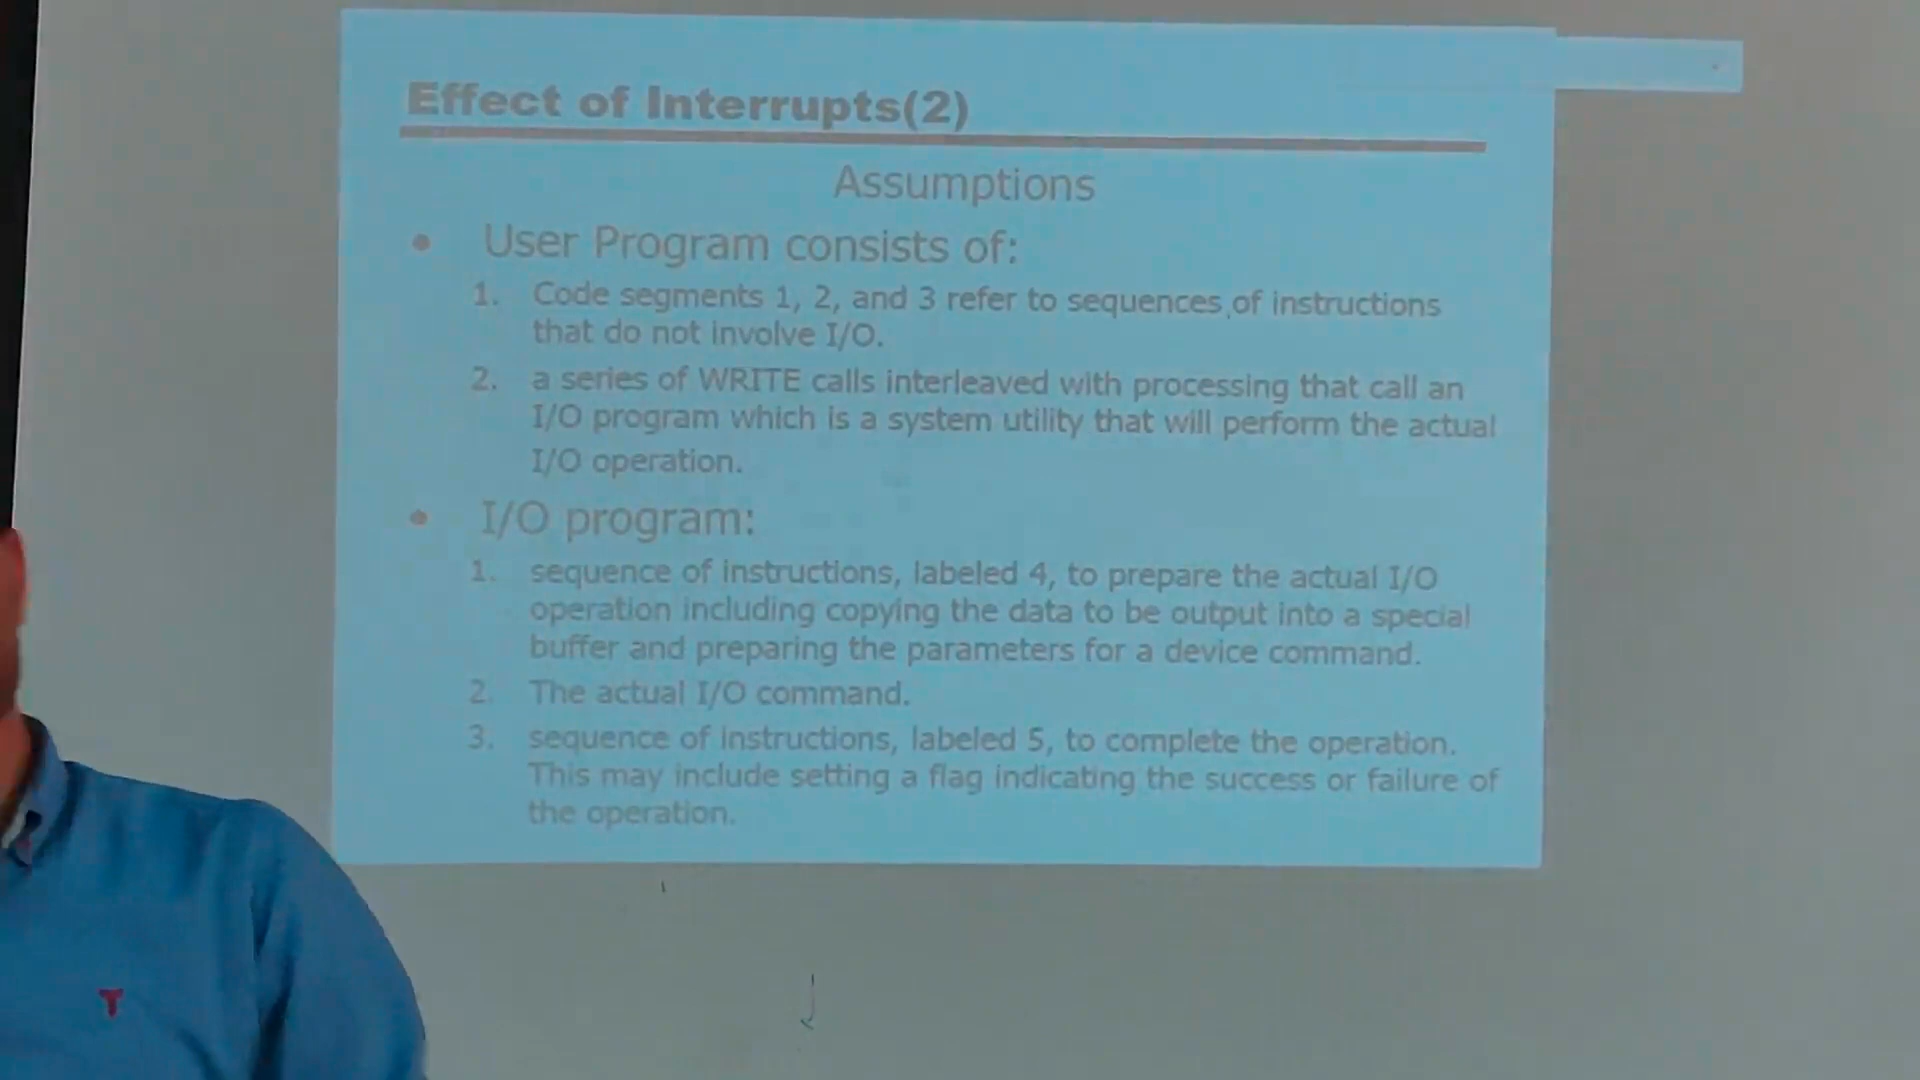 Effect of Interrupts(2)
Assumptions
• User Program consists of:
1. Code segments 1, 2, and 3 refer to sequences of instructions
that do not involve I/O.
2. a series of WRITE calls interleaved with processing that call an
I/O program which is a system utility that will perform the actual
I/O operation.
• I/O program:
1. sequence of instructions, labeled 4, to prepare the actual I/O
operation including copying the data to be output into a special
buffer and preparing the parameters for a device command.
2. The actual I/O command.
3. sequence of instructions, labeled 5, to complete the operation.
This may include setting a flag indicating the success or failure of
the operation.